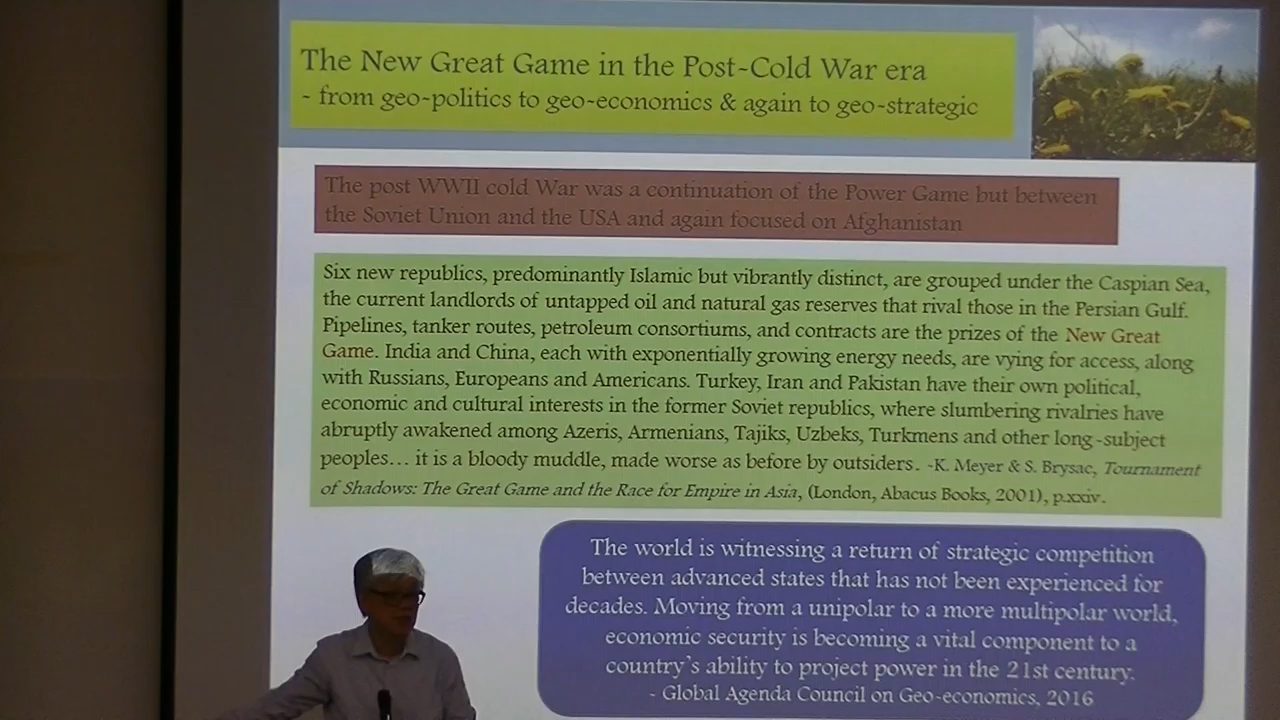 The New Great Game in the Post-Cold War era
- from geo-politics to geo-economics & again to geo-strategic
The post WWII cold War was a continuation of the Power Game but between
the Soviet Union and the USA and again focused on Afghanistan
Six new republics, predominantly Islamic but vibrantly distinct, are grouped under the Caspian Sea,
the current landlords of untapped oil and natural gas reserves that rival those in the Persian Gulf.
Pipelines, tanker routes, petroleum consortiums, and contracts are the prizes of the New Great
Game. India and China, each with exponentially growing energy needs, are vying for access, along
with Russians, Europeans and Americans. Turkey, Iran and Pakistan have their own political,
economic and cultural interests in the former Soviet republics, where slumbering rivalries have
abruptly awakened among Azeris, Armenians, Tajiks, Uzbeks, Turkmens and other long-subject
peoples... it is a bloody muddle, made worse as before by outsiders. -K. Meyer & S. Brysac, Tournament
of Shadows: The Great Game and the Race for Empire in Asia, (London, Abacus Books, 2001), p.xxiv.
The world is witnessing a return of strategic competition
between advanced states that has not been experienced for
decades. Moving from a unipolar to a more multipolar world,
economic security is becoming a vital component to a
country's ability to project power in the 21st century.
- Global Agenda Council on Geo-economics, 2016